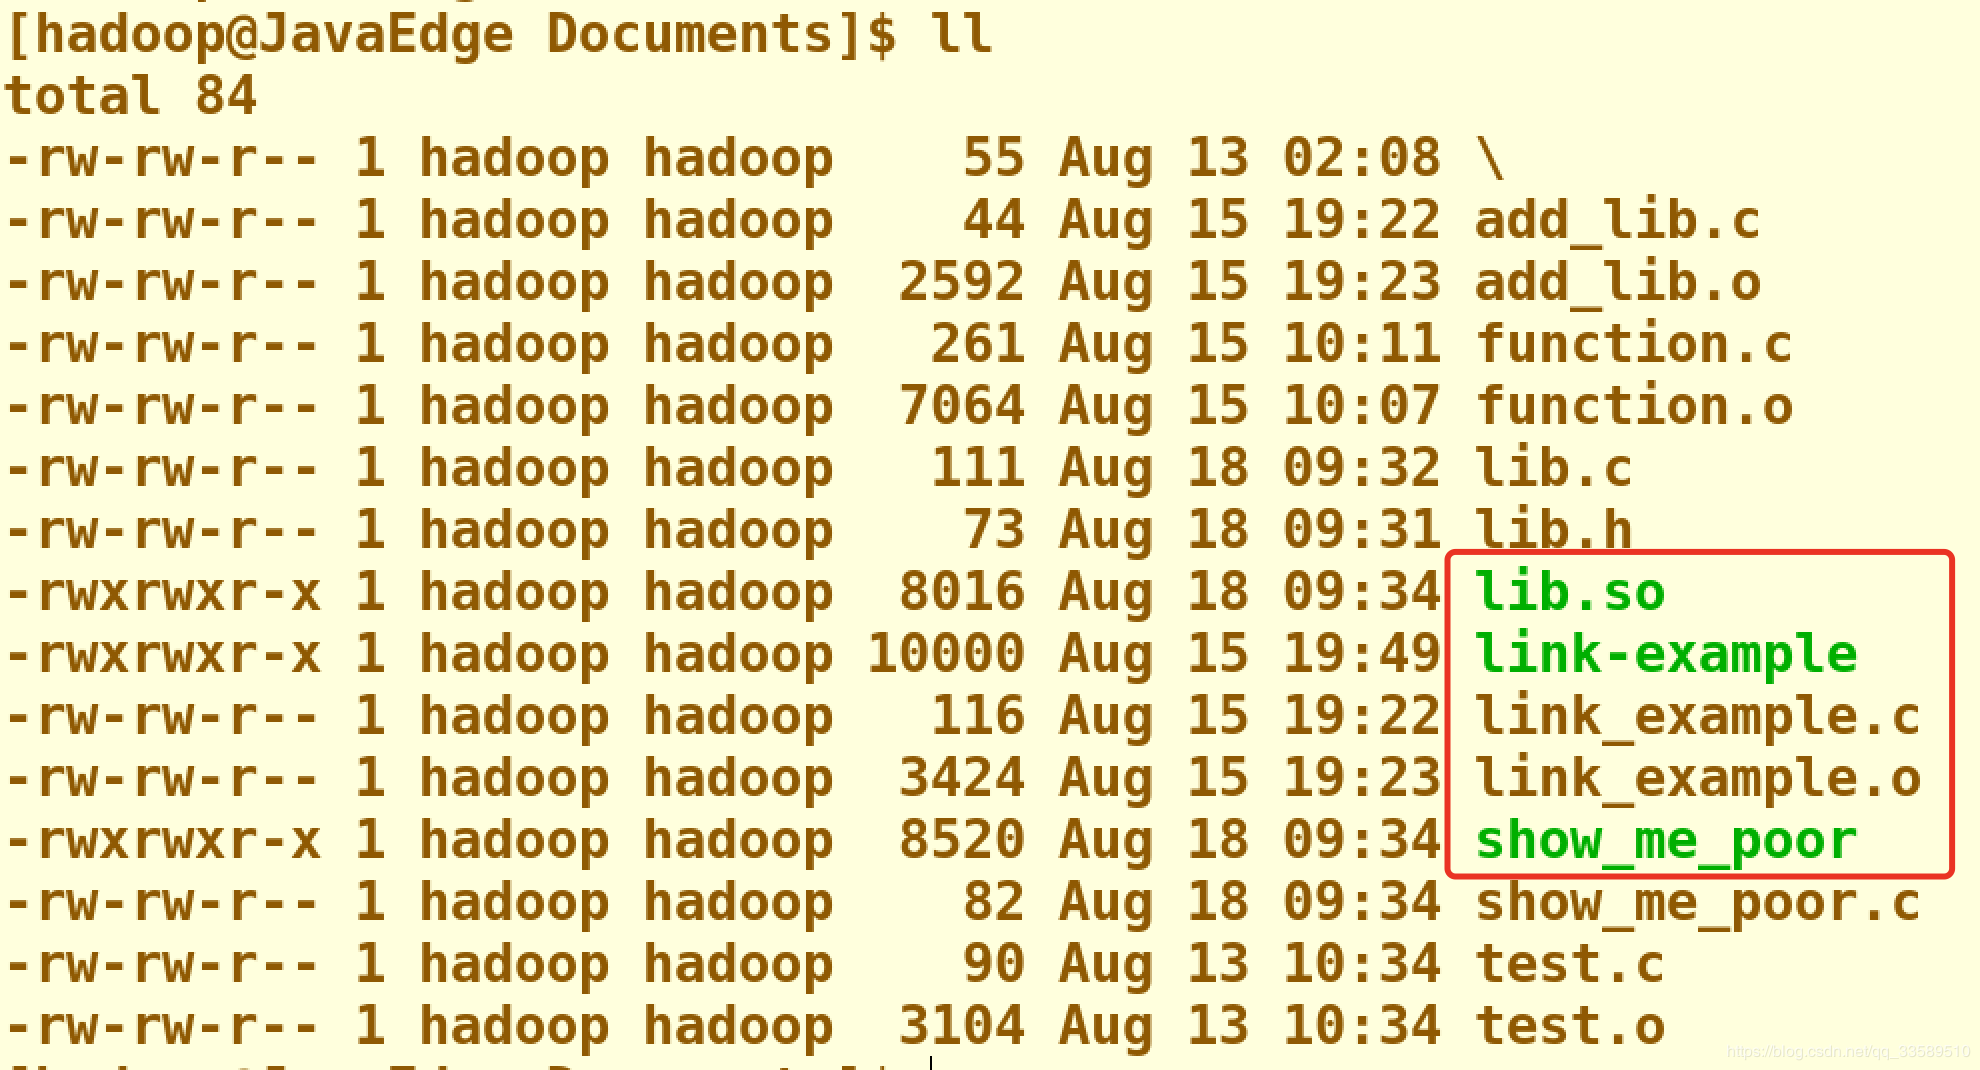 [hadoop@JavaEdge Documents]$ ll
total 84
-rw-rw-r-- 1 hadoop hadoop    55 Aug 13 02:08 \
-rw-rw-r-- 1 hadoop hadoop    44 Aug 15 19:22 add_lib.c
-rw-rw-r-- 1 hadoop hadoop  2592 Aug 15 19:23 add_lib.o
-rw-rw-r-- 1 hadoop hadoop   261 Aug 15 10:11 function.c
-rw-rw-r-- 1 hadoop hadoop  7064 Aug 15 10:07 function.o
-rw-rw-r-- 1 hadoop hadoop   111 Aug 18 09:32 lib.c
-rw-rw-r-- 1 hadoop hadoop    73 Aug 18 09:31 lib.h
-rwxrwxr-x 1 hadoop hadoop  8016 Aug 18 09:34 lib.so
-rwxrwxr-x 1 hadoop hadoop 10000 Aug 15 19:49 link-example
-rw-rw-r-- 1 hadoop hadoop   116 Aug 15 19:22 link_example.c
-rw-rw-r-- 1 hadoop hadoop  3424 Aug 15 19:23 link_example.o
-rwxrwxr-x 1 hadoop hadoop  8520 Aug 18 09:34 show_me_poor
-rw-rw-r-- 1 hadoop hadoop    82 Aug 18 09:34 show_me_poor.c
-rw-rw-r-- 1 hadoop hadoop    90 Aug 13 10:34 test.c
-rw-rw-r-- 1 hadoop hadoop  3104 Aug 13 10:34 test.o
https://blog.csdn.net/qq_33589510